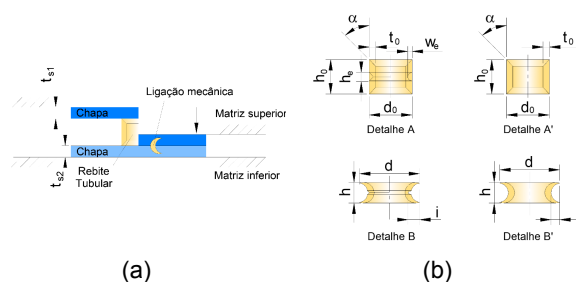 t_s1
Chapa
Ligação mecânica
Matriz superior
Chapa
t_s2
Rebite
Tubular
Matriz inferior
(a)
α
t_0
w_e
h_0
h_e
d_0
Detalhe A
α
t_0
h_0
d_0
Detalhe A'
d
h
i
Detalhe B
d
h
i
Detalhe B'
(b)